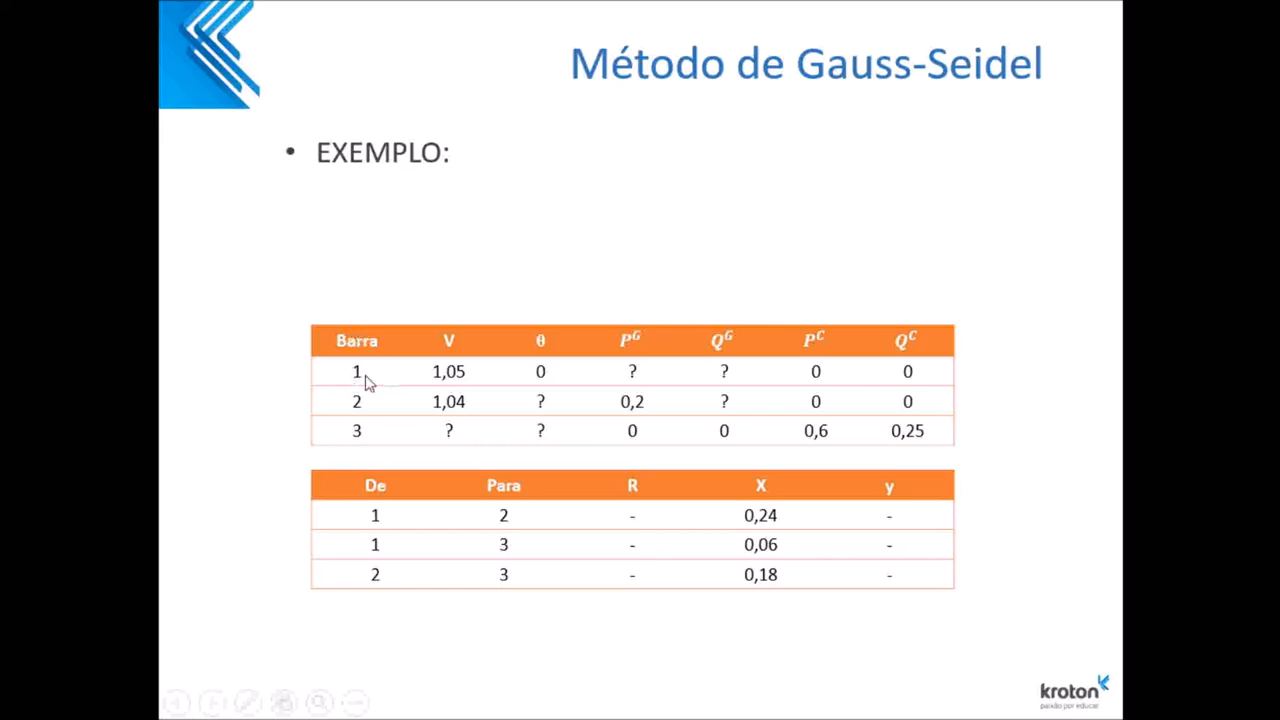 Método de Gauss-Seidel
• EXEMPLO:
Barra V θ P^G Q^G P^C Q^C
1 1,05 0 ? ? 0 0
2 1,04 ? 0,2 ? 0 0
3 ? ? 0 0 0,6 0,25
De Para R X y
1 2 - 0,24 -
1 3 - 0,06 -
2 3 - 0,18 -
kroton
paixão por educar